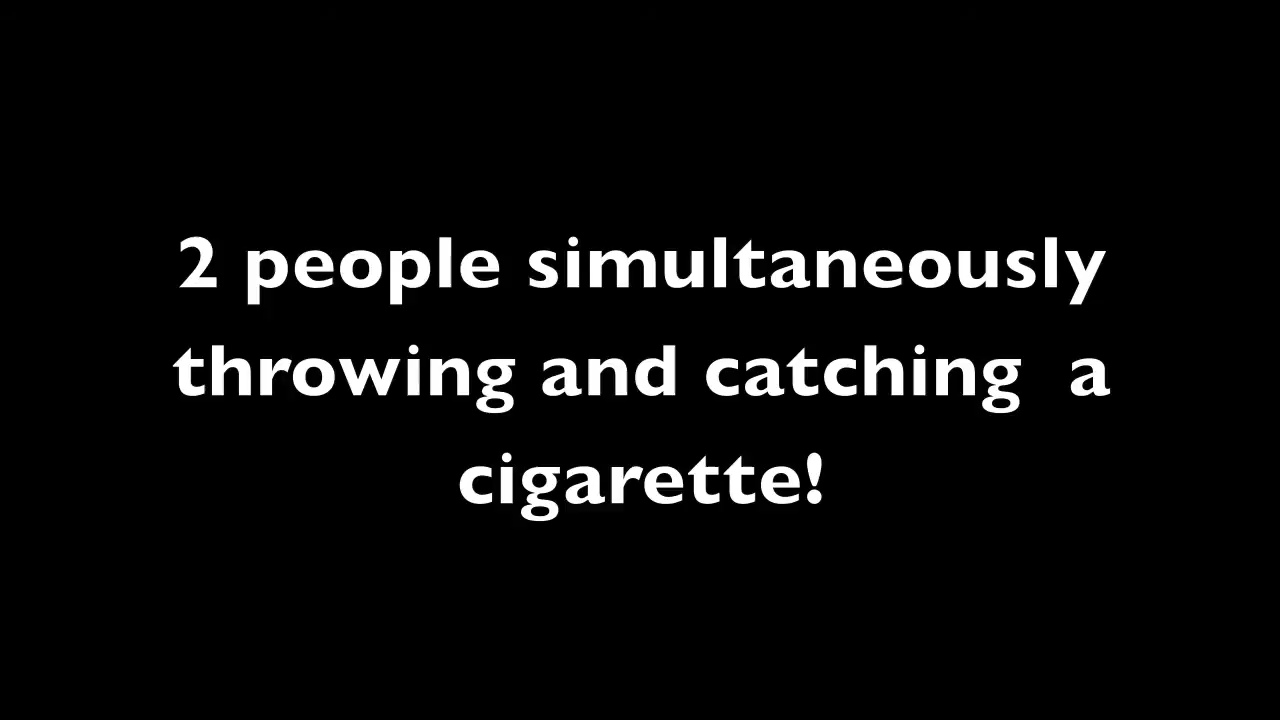 2 people simultaneously
throwing and catching  a
cigarette!